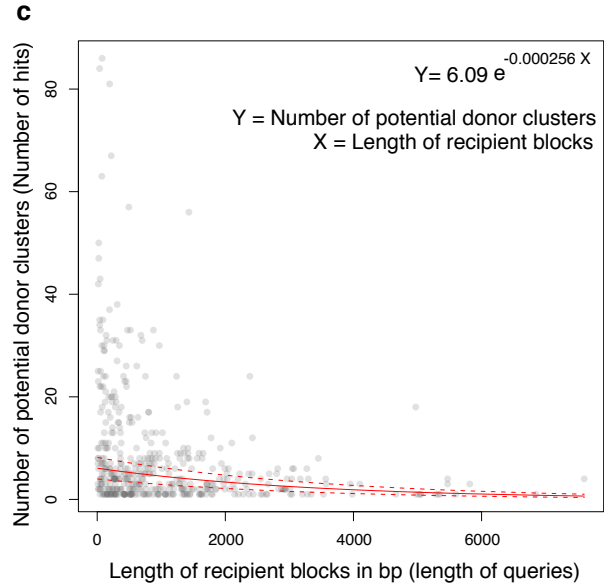 c
Y= 6.09 e^-0.000256 X
Y = Number of potential donor clusters
X = Length of recipient blocks
Number of potential donor clusters (Number of hits)
80
60
40
20
0
0 2000 4000 6000
Length of recipient blocks in bp (length of queries)